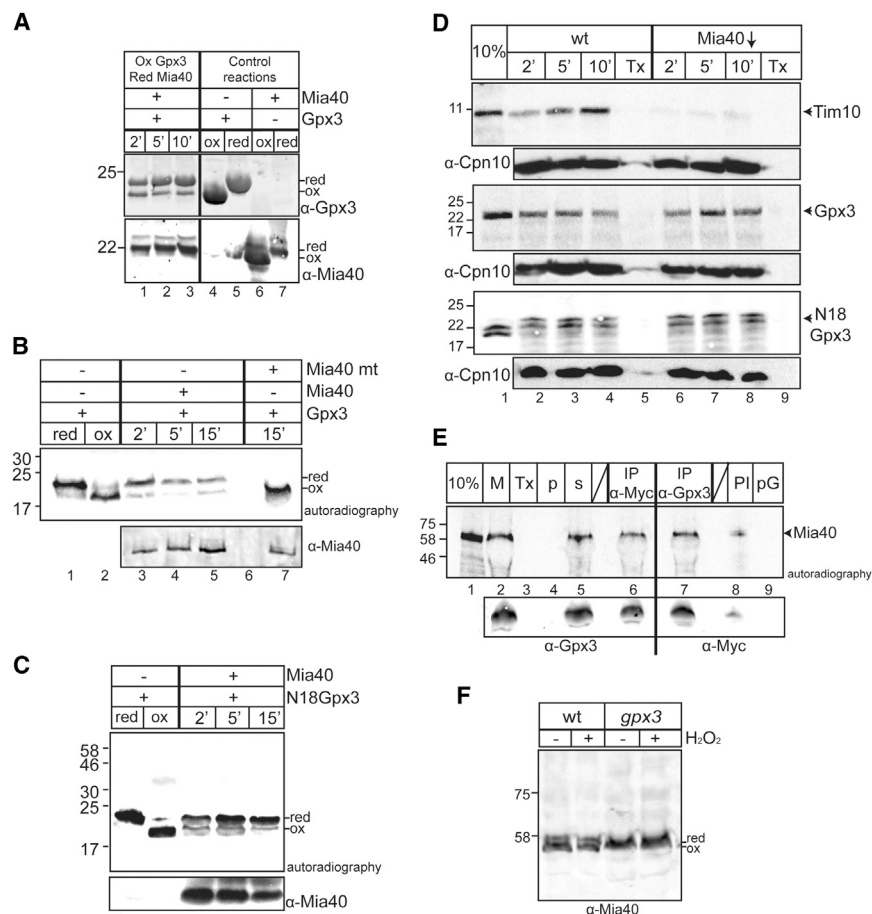 A
Ox Gpx3
Red Mia40
Control
reactions
+ - + Mia40
+ + - Gpx3
2’ 5’ 10’ ox red ox red
25
red
ox
α-Gpx3
22
red
ox
α-Mia40
1 2 3 4 5 6 7
B
- - + Mia40 mt
- + - Mia40
+ + + Gpx3
red ox 2’ 5’ 15’ 15’
30
25
17
red
ox
autoradiography
α-Mia40
1 2 3 4 5 6 7
C
- + Mia40
+ + N18Gpx3
red ox 2’ 5’ 15’
58
46
30
25
17
red
ox
autoradiography
α-Mia40
D
10% wt Mia40↓
2’ 5’ 10’ Tx 2’ 5’ 10’ Tx
11
Tim10
α-Cpn10
25
22
17
Gpx3
α-Cpn10
25
22
17
N18
Gpx3
α-Cpn10
1 2 3 4 5 6 7 8 9
E
10% M Tx p s IP α-Myc IP α-Gpx3 PI pG
75
58
46
Mia40
autoradiography
1 2 3 4 5 6 7 8 9
α-Gpx3 α-Myc
F
wt gpx3
- + - + H₂O₂
75
58
red
ox
α-Mia40